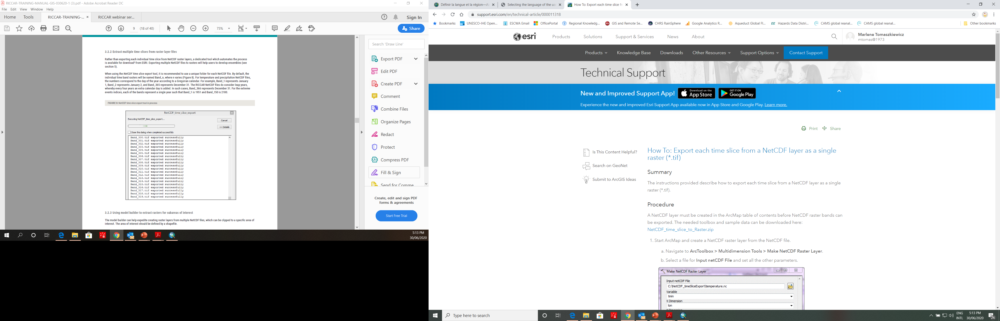 RICCAR-TRAINING-MANUAL-GIS-030620-1 (3).pdf - Adobe Acrobat Reader DC
File Edit View Window Help
Home Tools RICCAR-TRAINING-... × RICCAR webinar ser... Sign In
9 (18 of 40) 75% Share
3.2.2 Extract multiple time slices from raster layer files
Rather than exporting each individual time slice from NetCDF raster layers, a dedicated tool which automates the process
is available for download from ESRI. Exporting multiple NetCDF files to rasters will help users to develop ensembles (see
section 5).
When using the NetCDF time slice export tool, it is recommended to use a unique folder for each NetCDF file. By default, the
individual time band rasters will be named Band_n, where n varies (Figure 8). For temperature and precipitation NetCDF files,
the numbers correspond to the day of the year according to a Gregorian calendar. For example, Band_1 represents January
1, Band_2 represents January 2, and Band_365 represents December 31. The RICCAR NetCDF files do consider leap years,
whereby every four years an extra calendar day is added. In such cases, Band_366 represents December 31. For the extreme
events indices, each of the bands represent a single year such that Band_1 is 1951 and Band_150 is 2100.
FIGURE 8: NetCDF time slice export tool in process
NetCDF_time_slice_export
Executing NetCDF_time_slice_export...
Cancel
<< Details
Close this dialog when completed successfully
Band_300.tif exported successfully
Band_301.tif exported successfully
Band_302.tif exported successfully
Band_303.tif exported successfully
Band_304.tif exported successfully
Band_305.tif exported successfully
Band_306.tif exported successfully
Band_307.tif exported successfully
Band_308.tif exported successfully
Band_309.tif exported successfully
Band_310.tif exported successfully
Band_311.tif exported successfully
Band_312.tif exported successfully
Band_313.tif exported successfully
Band_314.tif exported successfully
Band_315.tif exported successfully
Band_316.tif exported successfully
Band_317.tif exported successfully
Band_318.tif exported successfully
Band_319.tif exported successfully
3.2.3 Using model builder to extract rasters for subareas of interest
The model builder can help expedite creating raster layers from multiple NetCDF files, which can be clipped to a specific area of
interest. The area of interest should be defined by a shapefile.
Search 'Draw Line'
Export PDF
Edit PDF
Create PDF
Comment
Combine Files
Organize Pages
Redact
Protect
Compress PDF
Fill & Sign
Send for Comme
Create, edit and sign PDF
forms & agreements
Start Free Trial
5:13 PM
30/06/2020
Définir la langue et la région—A × Selecting the language of the use × How To: Export each time slice fr ×
support.esri.com/en/technical-article/000011318
Bookmarks UNESCO-IHE Open... ESCWA Email OfficePortal Regional Knowledg... GIS and Remote Se... CHRS RainSphere Google Analytics R... Aqueduct Global Fl... Hazards Data Distri... CAMS global reanal... CAMS global reanal... Other bookmarks
esri Products Solutions Support & Services News About Marlene Tomaszkiewicz
mtomas@1973
Products Knowledge Base Downloads Other Resources Support Options Contact Support
Technical Support
New and Improved Support App! Download on the App Store GET IT ON Google Play
Experience the new and improved Esri Support App available now in App Store and Google Play. Learn more.
Print Share
Is This Content Helpful?
Search on GeoNet
Submit to ArcGIS Ideas
How To: Export each time slice from a NetCDF layer as a single
raster (*.tif)
Summary
The instructions provided describe how to export each time slice from a NetCDF layer as a single
raster (*.tif).
Procedure
A NetCDF layer must be created in the ArcMap table of contents before NetCDF raster bands can
be exported. The needed toolbox and sample data can be downloaded here:
NetCDF_time_slice_to_Raster.zip
1. Start ArcMap and create a NetCDF raster layer from the NetCDF file.
a. Navigate to ArcToolbox > Multidimension Tools > Make NetCDF Raster Layer.
b. Select a file for Input netCDF File and set all the other parameters.
Make NetCDF Raster Layer
Input netCDF File
C:\NetCDF_timeSliceExport\temperature.nc
Variable
tmin
X Dimension
lon
Type here to search
ENG
INTL
5:13 PM
30/06/2020
26